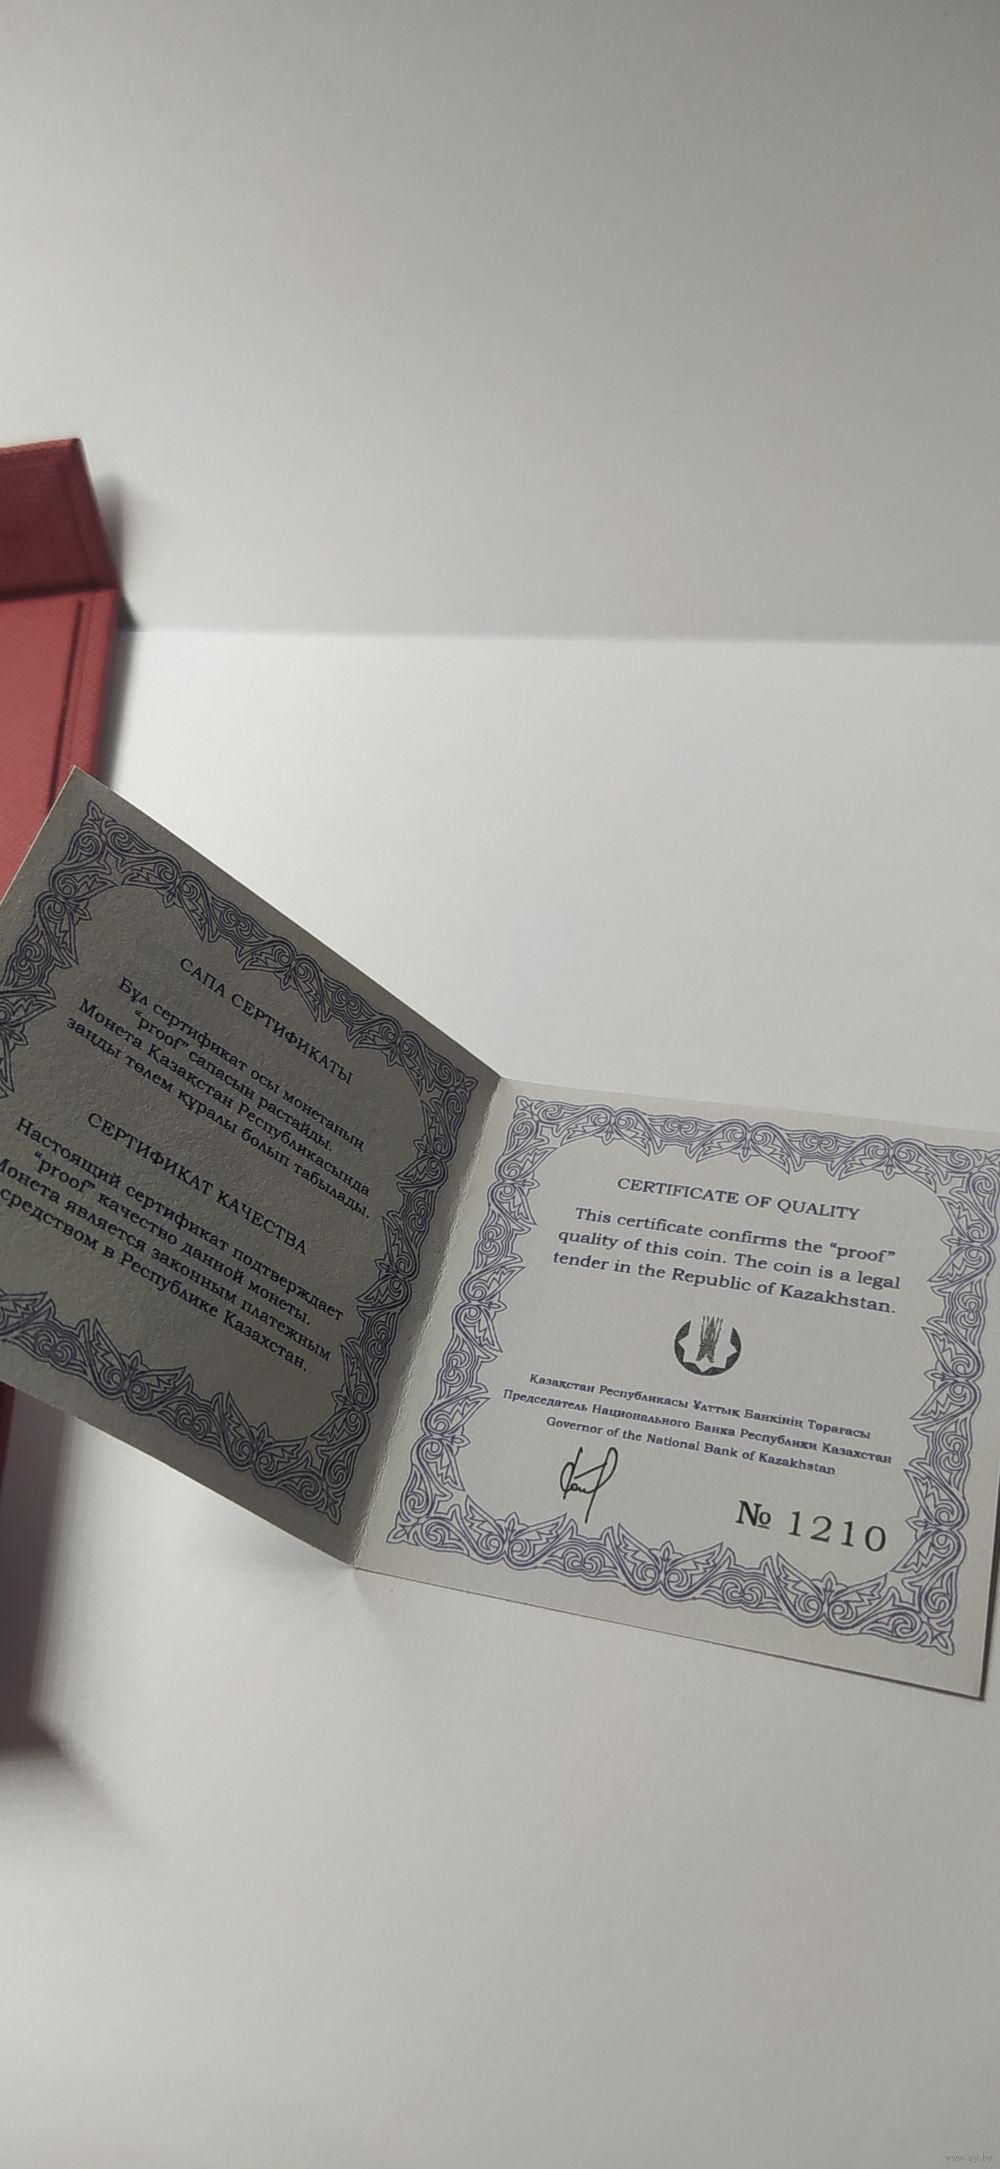 САПА СЕРТИФИКАТЫ
Бұл сертификат осы монетаның
“proof” сапасын растайды.
Монета Қазақстан Республикасында
заңды төлем құралы болып табылады.
СЕРТИФИКАТ КАЧЕСТВА
Настоящий сертификат подтверждает
“proof” качество данной монеты.
Монета является законным платежным
средством в Республике Казахстан.
CERTIFICATE OF QUALITY
This certificate confirms the “proof”
quality of this coin. The coin is a legal
tender in the Republic of Kazakhstan.
Қазақстан Республикасы Ұлттық Банкінің Төрағасы
Председатель Национального Банка Республики Казахстан
Governor of the National Bank of Kazakhstan
№ 1210
www.ay.by